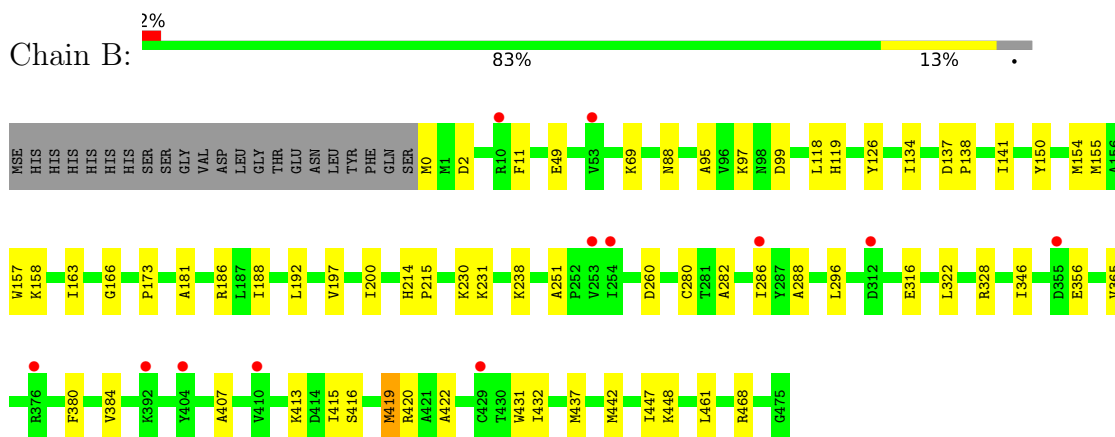 2%
Chain B:
83% 13% •
MSE HIS HIS HIS HIS HIS HIS SER SER GLY VAL ASP LEU GLY THR GLU ASN LEU TYR PHE GLN SER M0 M1 D2 R10 F11 E49 V53 K69 N88 A95 V96 K97 N98 D99 L118 H119 Y126 I134 D137 P138 I141 Y150 M154 M155 A156
W157 K158 I163 G166 P173 A181 R186 L187 I188 L192 V197 I200 H214 P215 K230 K231 K238 A251 P252 V253 I254 D260 C280 T281 A282 I286 Y287 A288 L296 D312 E316 L322 R328 I346 D355 E356 V365
R376 F380 V384 K392 Y404 A407 V410 K413 D414 I415 S416 M419 R420 A421 A422 C429 T430 W431 I432 M437 M442 I447 K448 L461 R468 G475